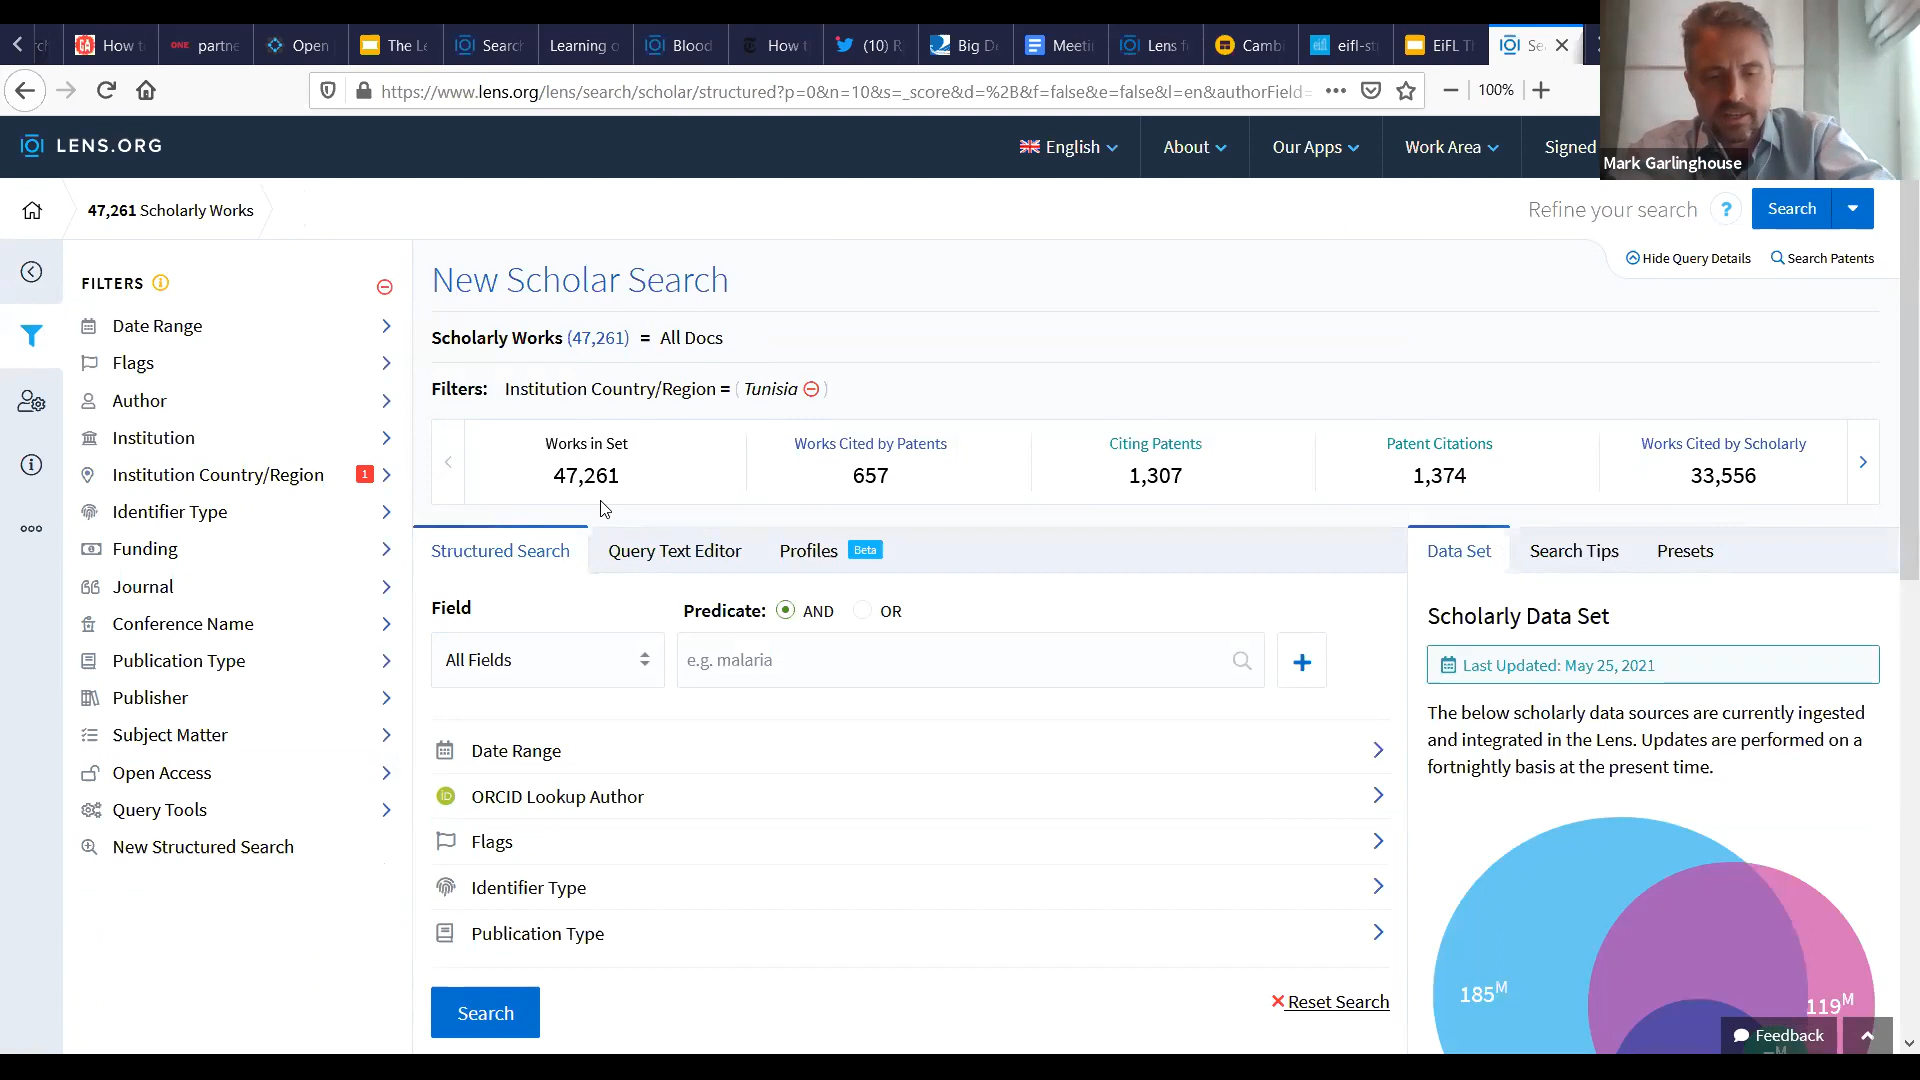 How t
ONE partne
Open
The Le
Search
Learning o
Blood
How t
(10) R
Big D
Meeti
Lens f
Cambi
eifl-st
EiFL T
Se
https://www.lens.org/lens/search/scholar/structured?p=0&n=10&s=_score&d=%2B&f=false&e=false&l=en&authorField=
100%
LENS.ORG
English
About
Our Apps
Work Area
Signed
Mark Garlinghouse
47,261 Scholarly Works
Refine your search
?
Search
Hide Query Details
Search Patents
FILTERS
Date Range
Flags
Author
Institution
Institution Country/Region 1
Identifier Type
Funding
Journal
Conference Name
Publication Type
Publisher
Subject Matter
Open Access
Query Tools
New Structured Search
New Scholar Search
Scholarly Works (47,261) = All Docs
Filters: Institution Country/Region = ( Tunisia )
Works in Set
47,261
Works Cited by Patents
657
Citing Patents
1,307
Patent Citations
1,374
Works Cited by Scholarly
33,556
Structured Search
Query Text Editor
Profiles Beta
Field
Predicate: AND OR
All Fields
e.g. malaria
+
Date Range
iD ORCID Lookup Author
Flags
Identifier Type
Publication Type
Search
Reset Search
Data Set
Search Tips
Presets
Scholarly Data Set
Last Updated: May 25, 2021
The below scholarly data sources are currently ingested
and integrated in the Lens. Updates are performed on a
fortnightly basis at the present time.
185M
119M
Feedback